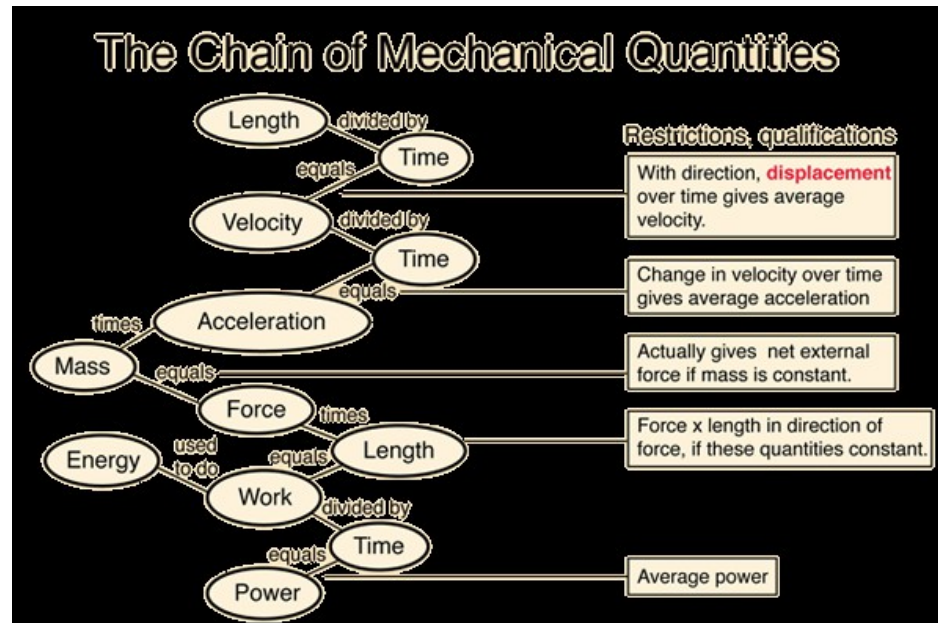 The Chain of Mechanical Quantities
Length
divided by
Time
equals
Velocity
divided by
Time
equals
Acceleration
times
Mass
equals
Force
times
Length
equals
Energy
used
to do
Work
divided by
Time
equals
Power
Restrictions, qualifications
With direction, displacement
over time gives average
velocity.
Change in velocity over time
gives average acceleration
Actually gives net external
force if mass is constant.
Force x length in direction of
force, if these quantities constant.
Average power